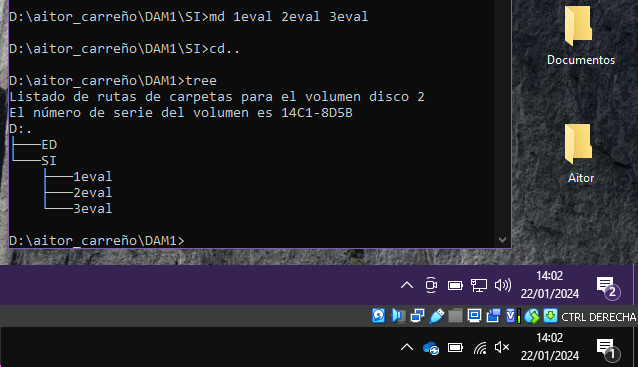 D:\aitor_carreño\DAM1\SI>md 1eval 2eval 3eval
D:\aitor_carreño\DAM1\SI>cd..
D:\aitor_carreño\DAM1>tree
Listado de rutas de carpetas para el volumen disco 2
El número de serie del volumen es 14C1-8D5B
D:.
├───ED
└───SI
    ├───1eval
    ├───2eval
    └───3eval
D:\aitor_carreño\DAM1>
Documentos
Aitor
14:02
22/01/2024
2
CTRL DERECHA
14:02
22/01/2024
1